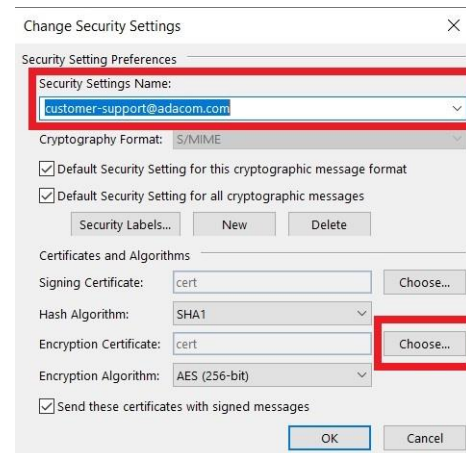 Change Security Settings
Security Setting Preferences
Security Settings Name:
customer-support@adacom.com
Cryptography Format: S/MIME
Default Security Setting for this cryptographic message format
Default Security Setting for all cryptographic messages
Security Labels... New Delete
Certificates and Algorithms
Signing Certificate: cert Choose...
Hash Algorithm: SHA1
Encryption Certificate: cert Choose...
Encryption Algorithm: AES (256-bit)
Send these certificates with signed messages
OK Cancel